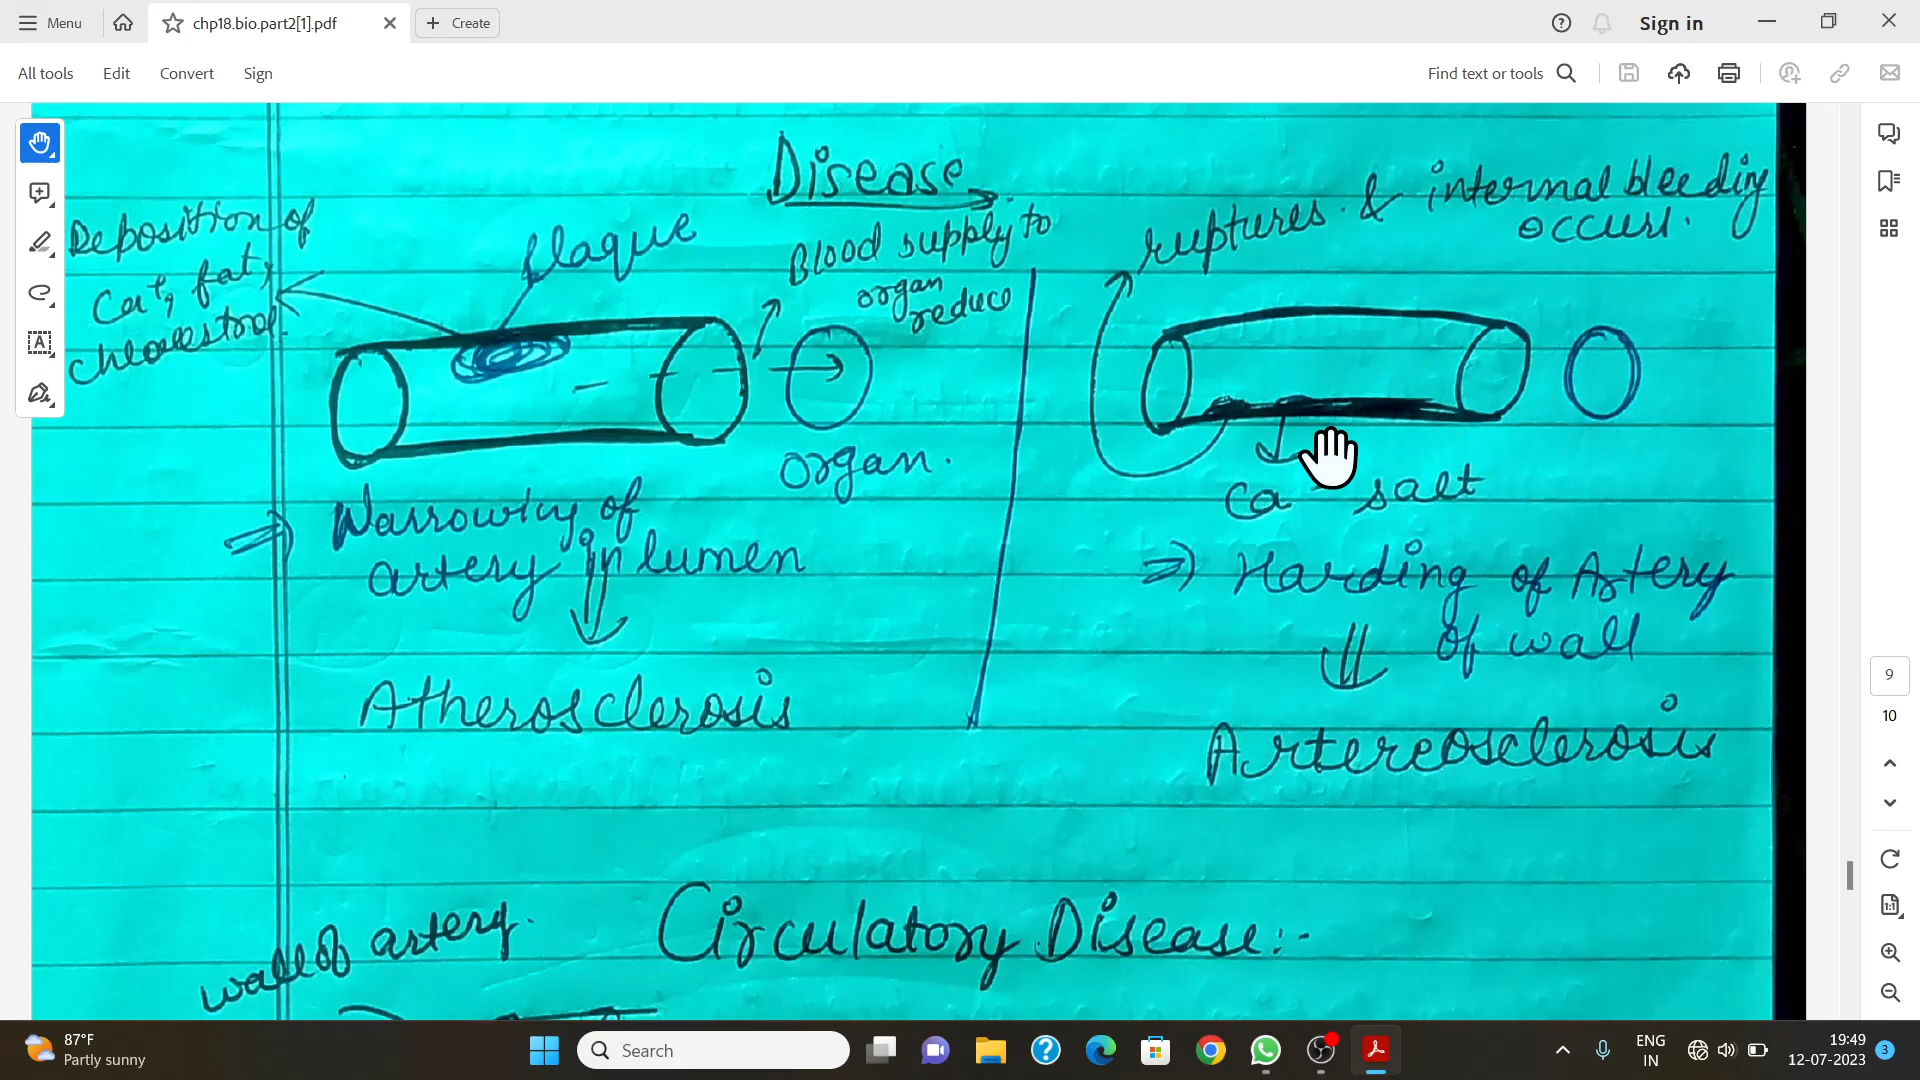 Menu
chp18.bio.part2[1].pdf
Create
Sign in
All tools
Edit
Convert
Sign
Find text or tools
Disease
Deposition of
Ca+, fat,
plaque
Blood supply to
organ
reduce
ruptures & internal bleeding
occurs.
organ.
Ca salt
⇒ Narrowing of
artery in lumen
⇒ Harding of Artery
of wall
Atherosclerosis
Artereosclerosis
wall of artery.
Circulatory Disease:-
9
10
87°F
Partly sunny
Search
ENG
IN
19:49
12-07-2023
3